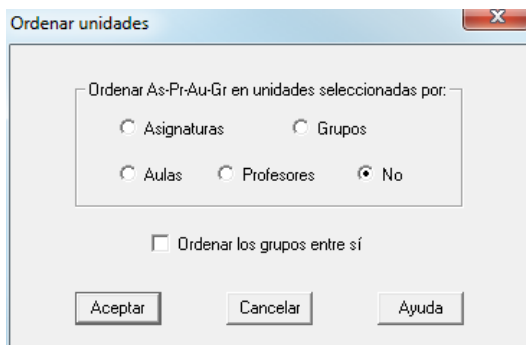 Ordenar unidades
Ordenar As-Pr-Au-Gr en unidades seleccionadas por:
Asignaturas Grupos
Aulas Profesores No
Ordenar los grupos entre sí
Aceptar Cancelar Ayuda